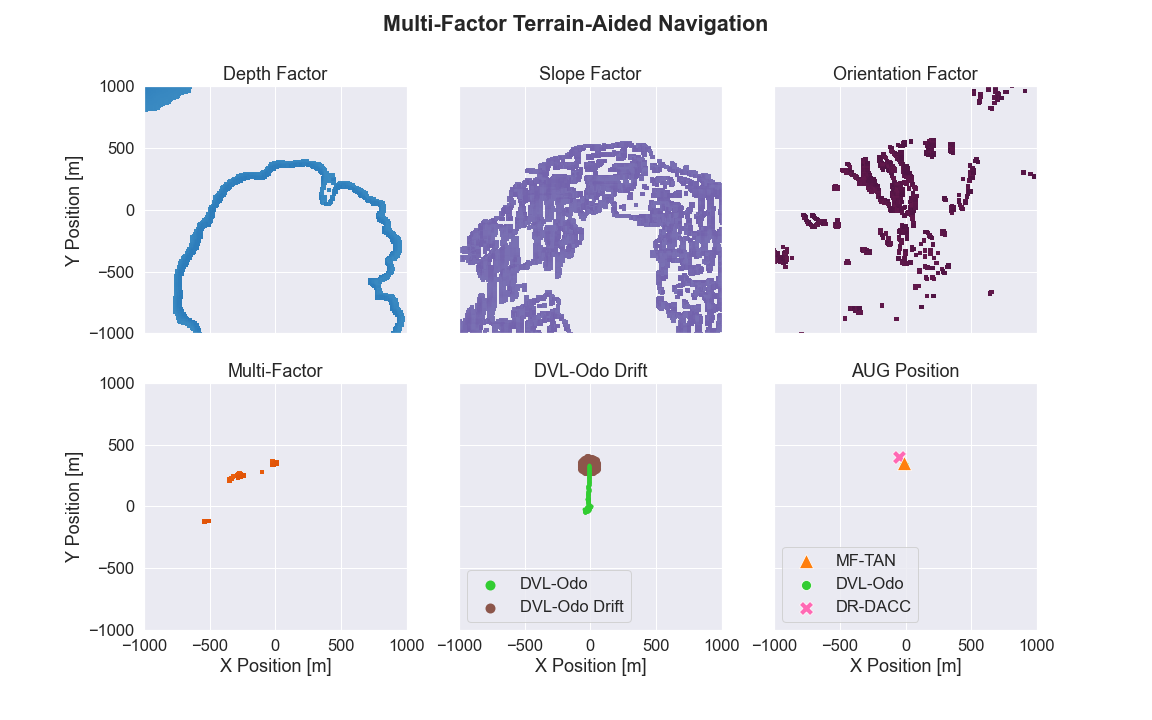 Multi-Factor Terrain-Aided Navigation
Depth Factor
Slope Factor
Orientation Factor
1000
500
0
−500
−1000
Y Position [m]
Multi-Factor
DVL-Odo Drift
AUG Position
1000
500
0
−500
−1000
Y Position [m]
DVL-Odo
DVL-Odo Drift
MF-TAN
DVL-Odo
DR-DACC
−1000 −500 0 500 1000
−1000 −500 0 500 1000
−1000 −500 0 500 1000
X Position [m]
X Position [m]
X Position [m]